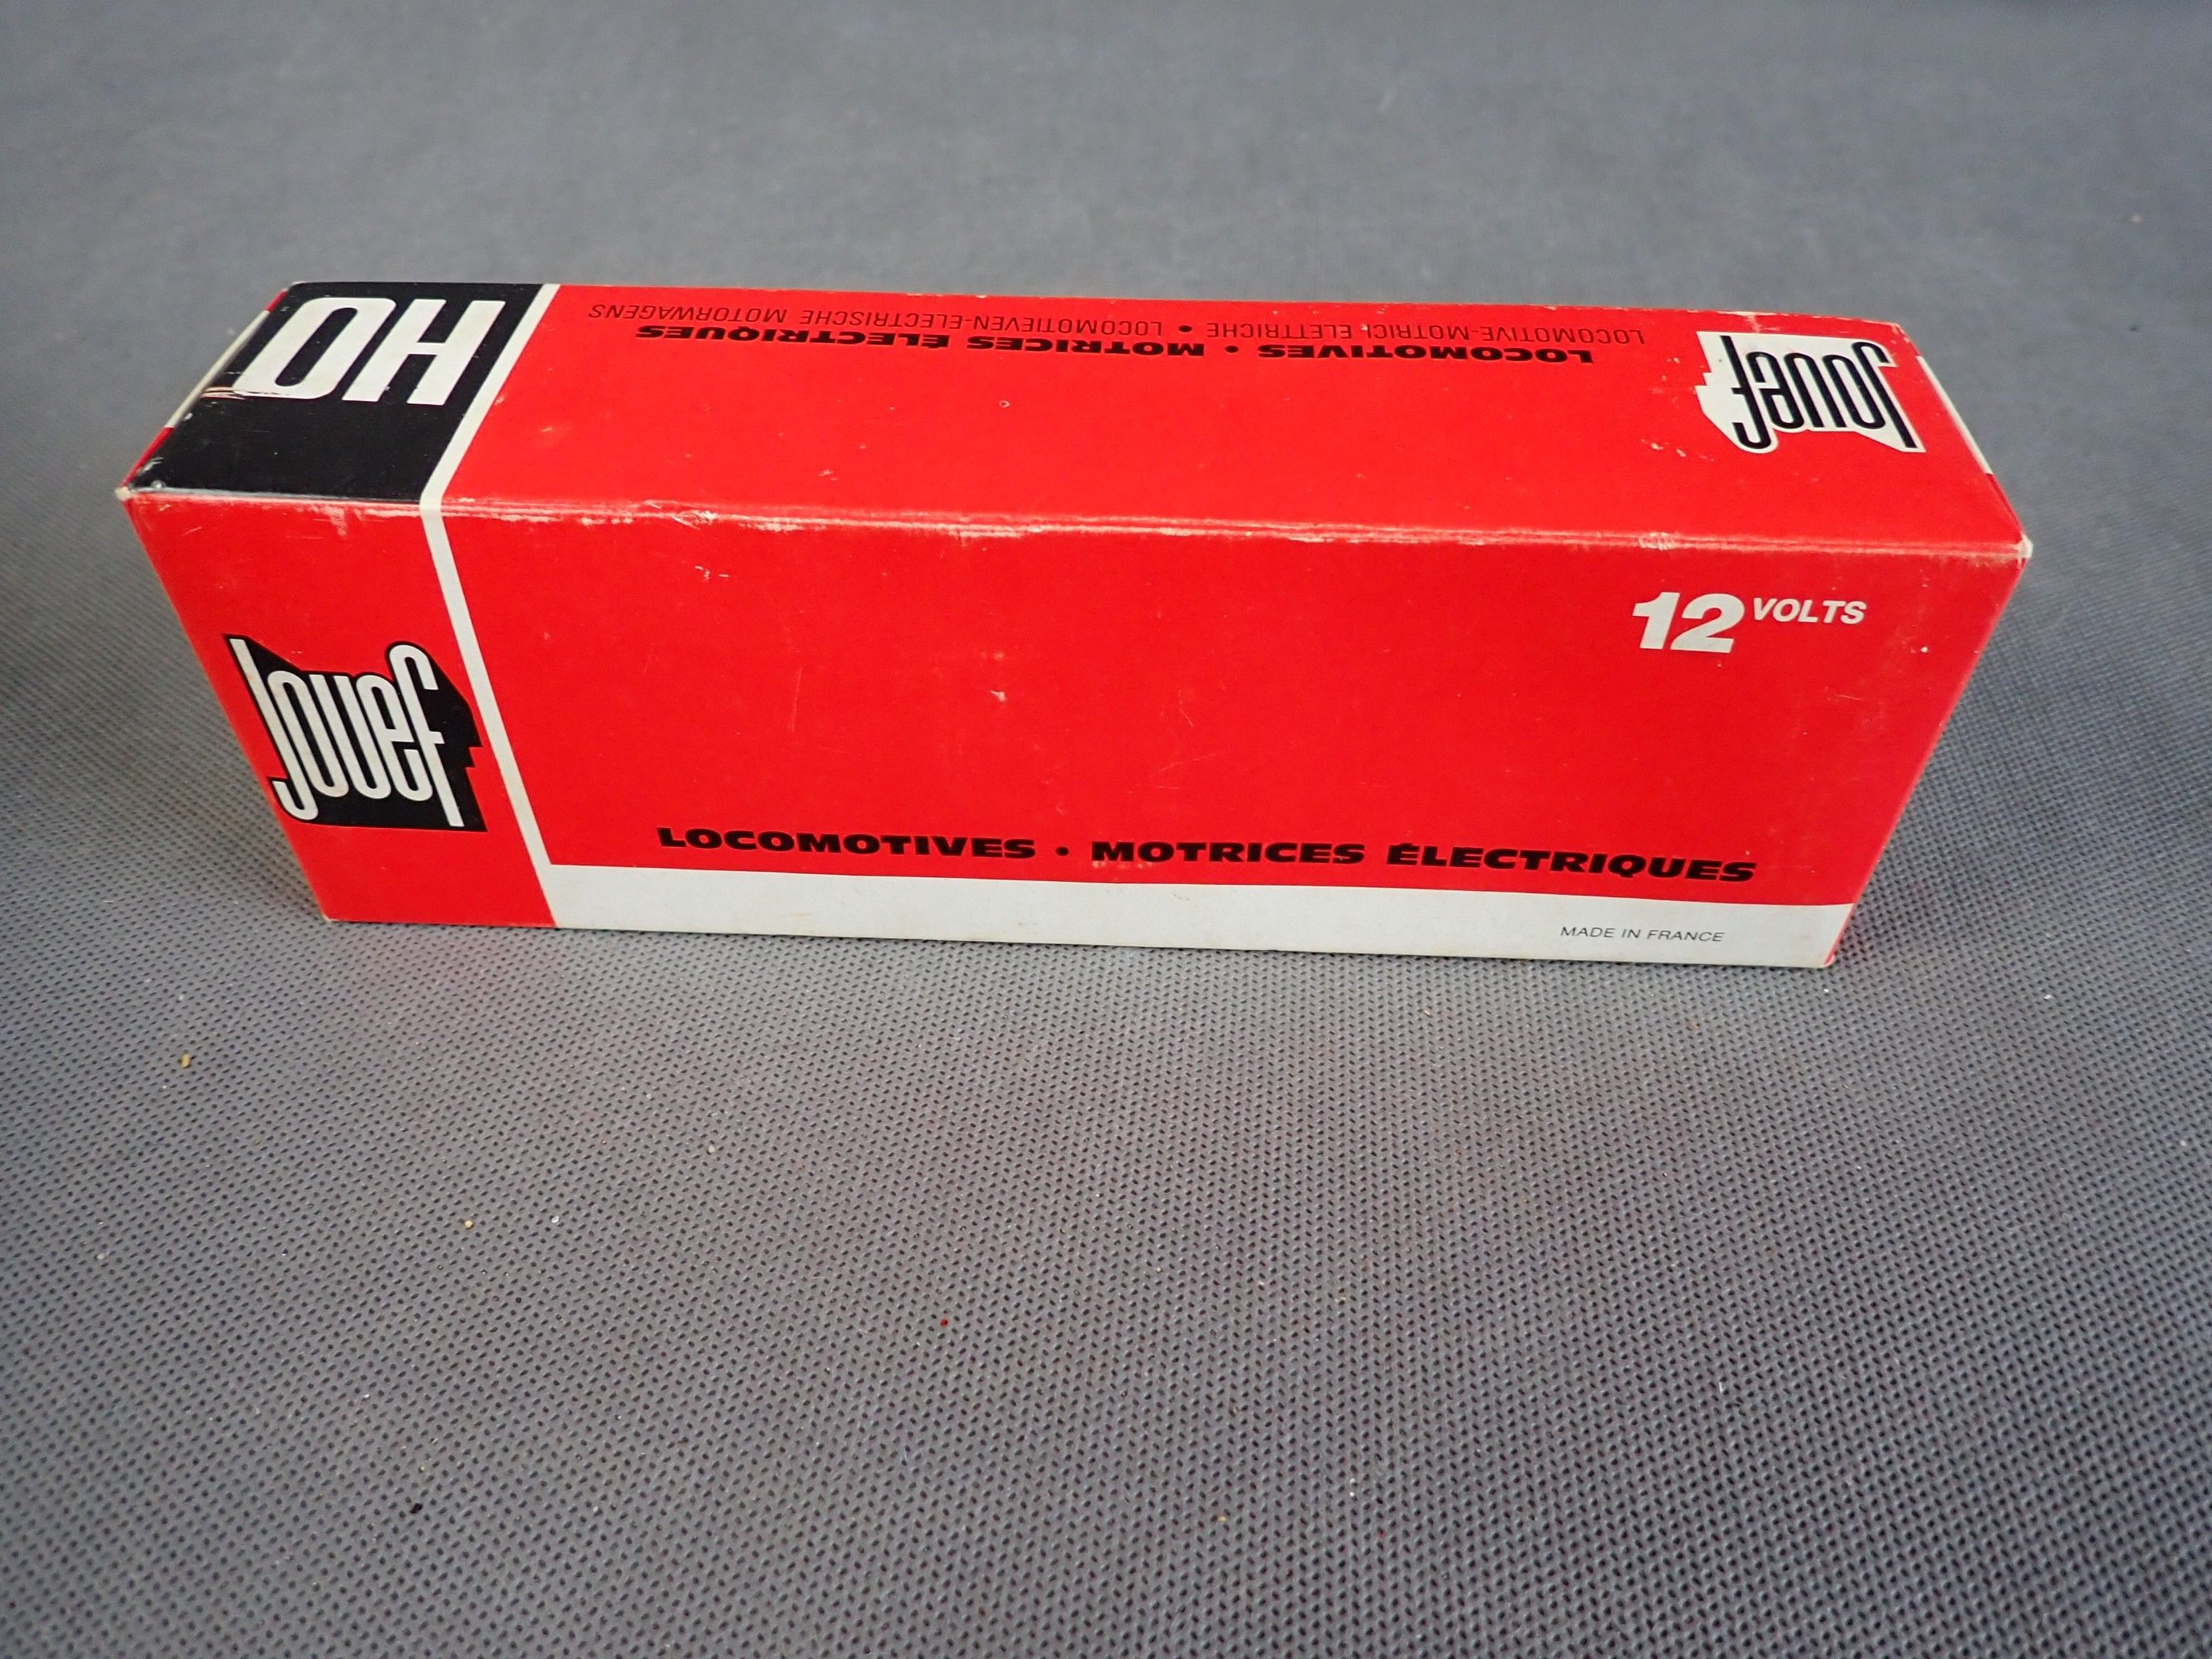 HO
LOCOMOTIVE-MOTRICI ELETTRICHE • LOCOMOTIEVEN-ELECTRISCHE MOTORWAGENS
LOCOMOTIVES • MOTRICES ÉLECTRIQUES
Jouef
12 VOLTS
Jouef
LOCOMOTIVES • MOTRICES ÉLECTRIQUES
MADE IN FRANCE